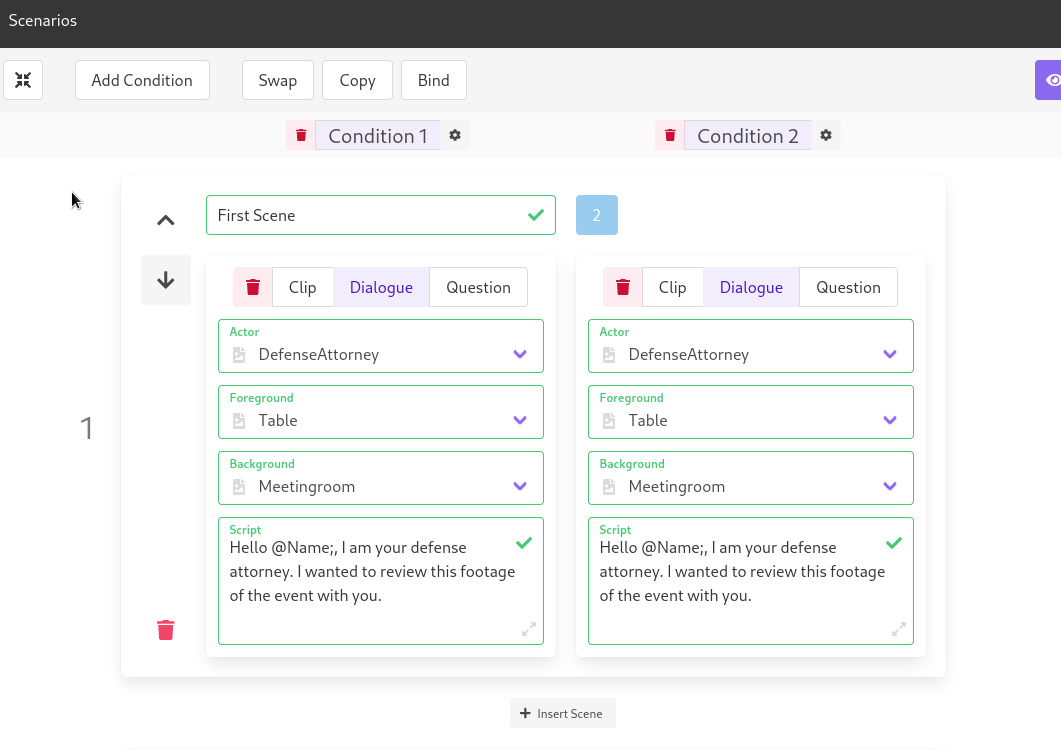 Scenarios
Add Condition
Swap
Copy
Bind
Condition 1
Condition 2
First Scene
2
Clip
Dialogue
Question
Clip
Dialogue
Question
Actor
DefenseAttorney
Actor
DefenseAttorney
Foreground
Table
Foreground
Table
1
Background
Meetingroom
Background
Meetingroom
Script
Hello @Name;, I am your defense
attorney. I wanted to review this footage
of the event with you.
Script
Hello @Name;, I am your defense
attorney. I wanted to review this footage
of the event with you.
Insert Scene